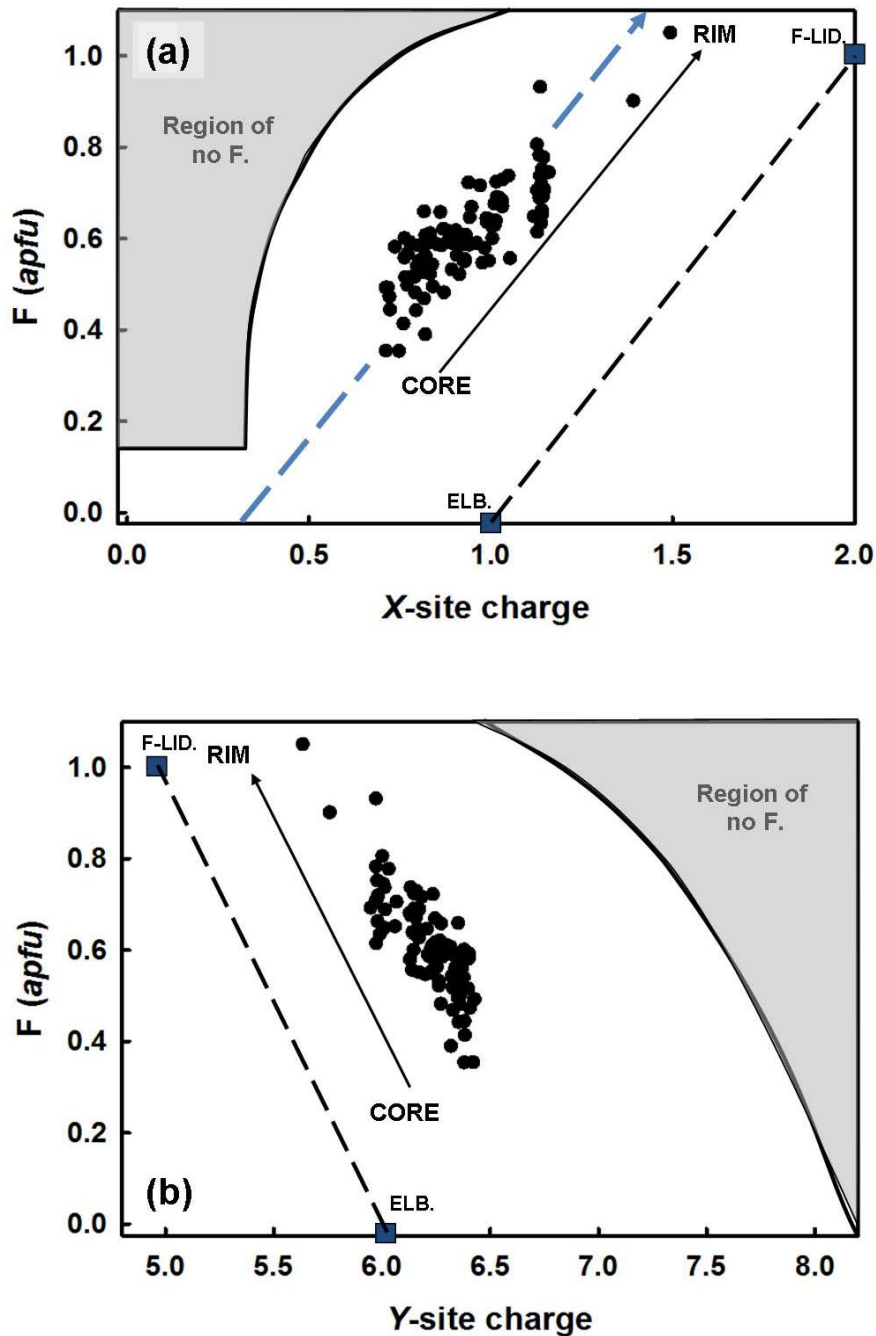 (a)
RIM
F-LID.
1.0
Region of
no F.
0.8
0.6
F (apfu)
0.4
CORE
0.2
ELB.
0.0
0.0 0.5 1.0 1.5 2.0
X-site charge
F-LID.
RIM
1.0
Region of
no F.
0.8
0.6
F (apfu)
0.4
CORE
0.2
(b)
ELB.
0.0
5.0 5.5 6.0 6.5 7.0 7.5 8.0
Y-site charge